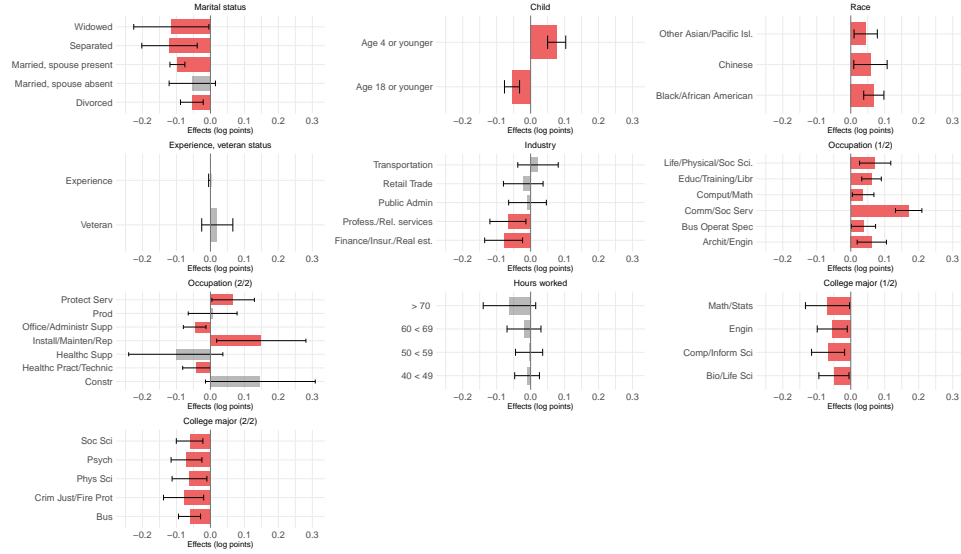 Marital status
Widowed
Separated
Married, spouse present
Married, spouse absent
Divorced
−0.2 −0.1 0.0 0.1 0.2 0.3
Effects (log points)
Child
Age 4 or younger
Age 18 or younger
−0.2 −0.1 0.0 0.1 0.2 0.3
Effects (log points)
Race
Other Asian/Pacific Isl.
Chinese
Black/African American
−0.2 −0.1 0.0 0.1 0.2 0.3
Effects (log points)
Experience, veteran status
Experience
Veteran
−0.2 −0.1 0.0 0.1 0.2 0.3
Effects (log points)
Industry
Transportation
Retail Trade
Public Admin
Profess./Rel. services
Finance/Insur./Real est.
−0.2 −0.1 0.0 0.1 0.2 0.3
Effects (log points)
Occupation (1/2)
Life/Physical/Soc Sci.
Educ/Training/Libr
Comput/Math
Comm/Soc Serv
Bus Operat Spec
Archit/Engin
−0.2 −0.1 0.0 0.1 0.2 0.3
Effects (log points)
Occupation (2/2)
Protect Serv
Prod
Office/Administr Supp
Install/Mainten/Rep
Healthc Supp
Healthc Pract/Technic
Constr
−0.2 −0.1 0.0 0.1 0.2 0.3
Effects (log points)
Hours worked
> 70
60 < 69
50 < 59
40 < 49
−0.2 −0.1 0.0 0.1 0.2 0.3
Effects (log points)
College major (1/2)
Math/Stats
Engin
Comp/Inform Sci
Bio/Life Sci
−0.2 −0.1 0.0 0.1 0.2 0.3
Effects (log points)
College major (2/2)
Soc Sci
Psych
Phys Sci
Crim Just/Fire Prot
Bus
−0.2 −0.1 0.0 0.1 0.2 0.3
Effects (log points)